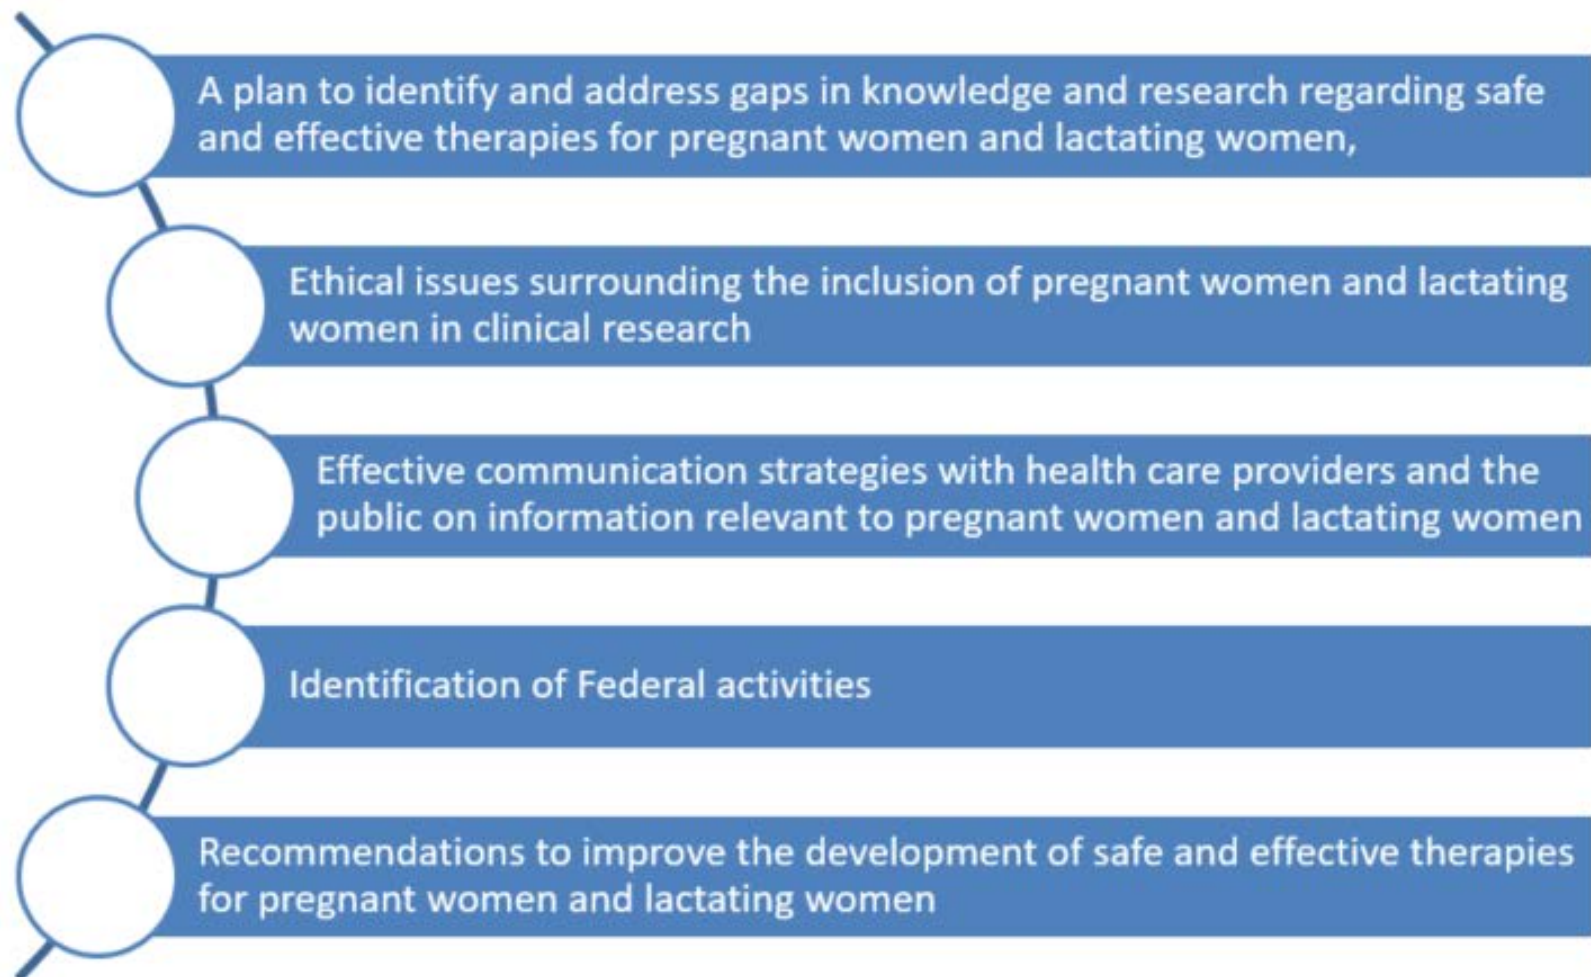 A plan to identify and address gaps in knowledge and research regarding safe
and effective therapies for pregnant women and lactating women,
Ethical issues surrounding the inclusion of pregnant women and lactating
women in clinical research
Effective communication strategies with health care providers and the
public on information relevant to pregnant women and lactating women
Identification of Federal activities
Recommendations to improve the development of safe and effective therapies
for pregnant women and lactating women